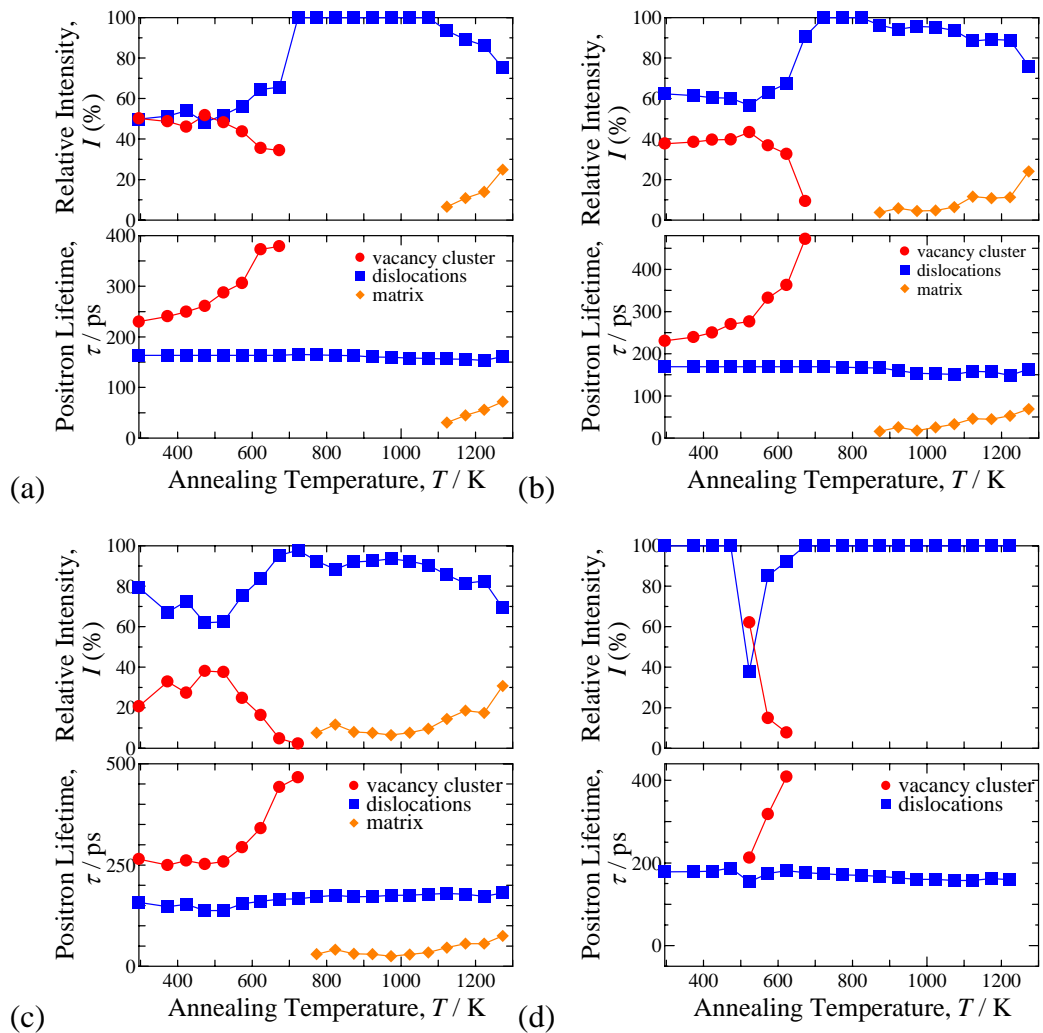 100
80
60
40
20
0
Relative Intensity,
I (%)
400
300
200
100
0
Positron Lifetime,
τ / ps
vacancy cluster
dislocations
matrix
400 600 800 1000 1200
Annealing Temperature, T / K
(a)
100
80
60
40
20
0
Relative Intensity,
I (%)
400
300
200
100
0
Positron Lifetime,
τ / ps
vacancy cluster
dislocations
matrix
400 600 800 1000 1200
Annealing Temperature, T / K
(b)
100
80
60
40
20
0
Relative Intensity,
I (%)
500
250
0
Positron Lifetime,
τ / ps
vacancy cluster
dislocations
matrix
400 600 800 1000 1200
Annealing Temperature, T / K
(c)
100
80
60
40
20
0
Relative Intensity,
I (%)
400
200
0
Positron Lifetime,
τ / ps
vacancy cluster
dislocations
400 600 800 1000 1200
Annealing Temperature, T / K
(d)